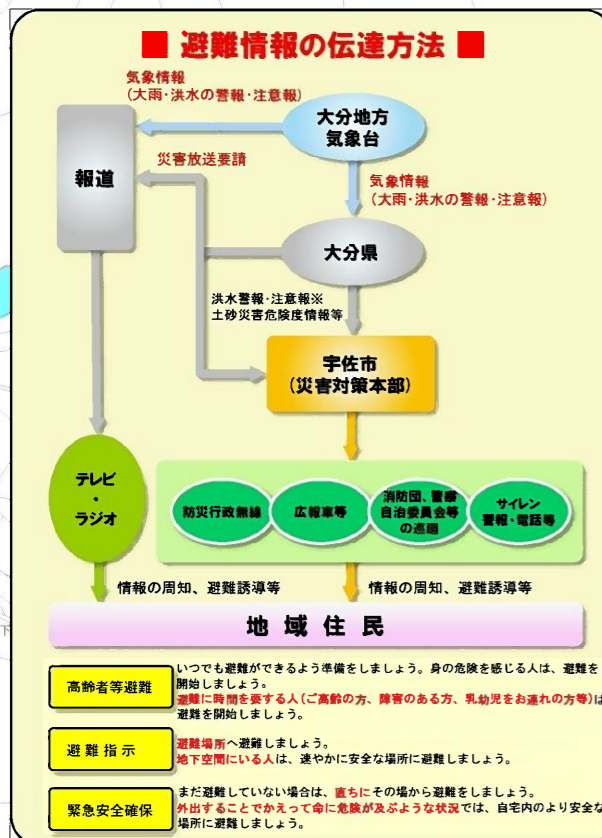 ■ 避難情報の伝達方法 ■
気象情報
(大雨・洪水の警報・注意報)
大分地方
気象台
災害放送要請
報道
気象情報
(大雨・洪水の警報・注意報)
大分県
洪水警報・注意報※
土砂災害危険度情報等
宇佐市
(災害対策本部)
テレビ
・
ラジオ
防災行政無線
広報車等
消防団、警察
自治委員会等
の巡回
サイレン
警報・電話等
情報の周知、避難誘導等
情報の周知、避難誘導等
地域住民
下
高齢者等避難
いつでも避難ができるよう準備をしましょう。身の危険を感じる人は、避難を
開始しましょう。
避難に時間を要する人(ご高齢の方、障害のある方、乳幼児をお連れの方等)は
避難を開始しましょう。
避難指示
避難場所へ避難しましょう。
地下空間にいる人は、速やかに安全な場所に避難しましょう。
緊急安全確保
まだ避難していない場合は、直ちにその場から避難をしましょう。
外出することでかえって命に危険が及ぶような状況では、自宅内のより安全な
場所に避難しましょう。